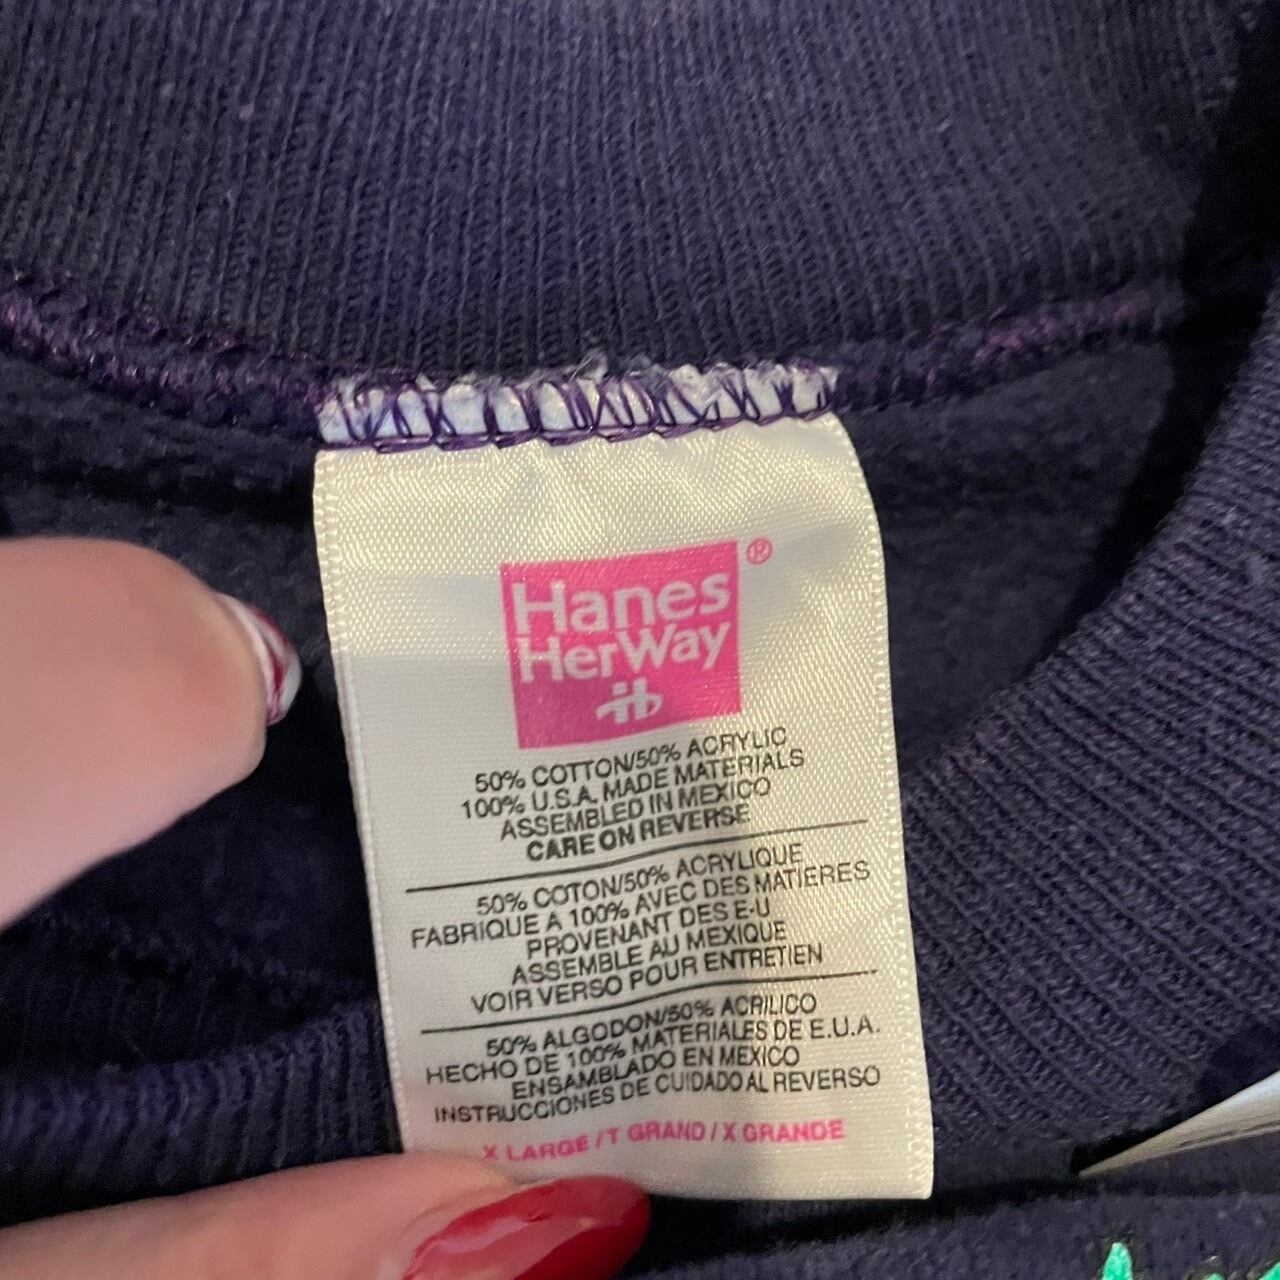 Hanes®
HerWay
50% COTTON/50% ACRYLIC
100% U.S.A. MADE MATERIALS
ASSEMBLED IN MEXICO
CARE ON REVERSE
50% COTON/50% ACRYLIQUE
FABRIQUE A 100% AVEC DES MATIERES
PROVENANT DES E-U
ASSEMBLE AU MEXIQUE
VOIR VERSO POUR ENTRETIEN
50% ALGODON/50% ACRILICO
HECHO DE 100% MATERIALES DE E.U.A.
ENSAMBLADO EN MEXICO
INSTRUCCIONES DE CUIDADO AL REVERSO
X LARGE / T GRAND / X GRANDE